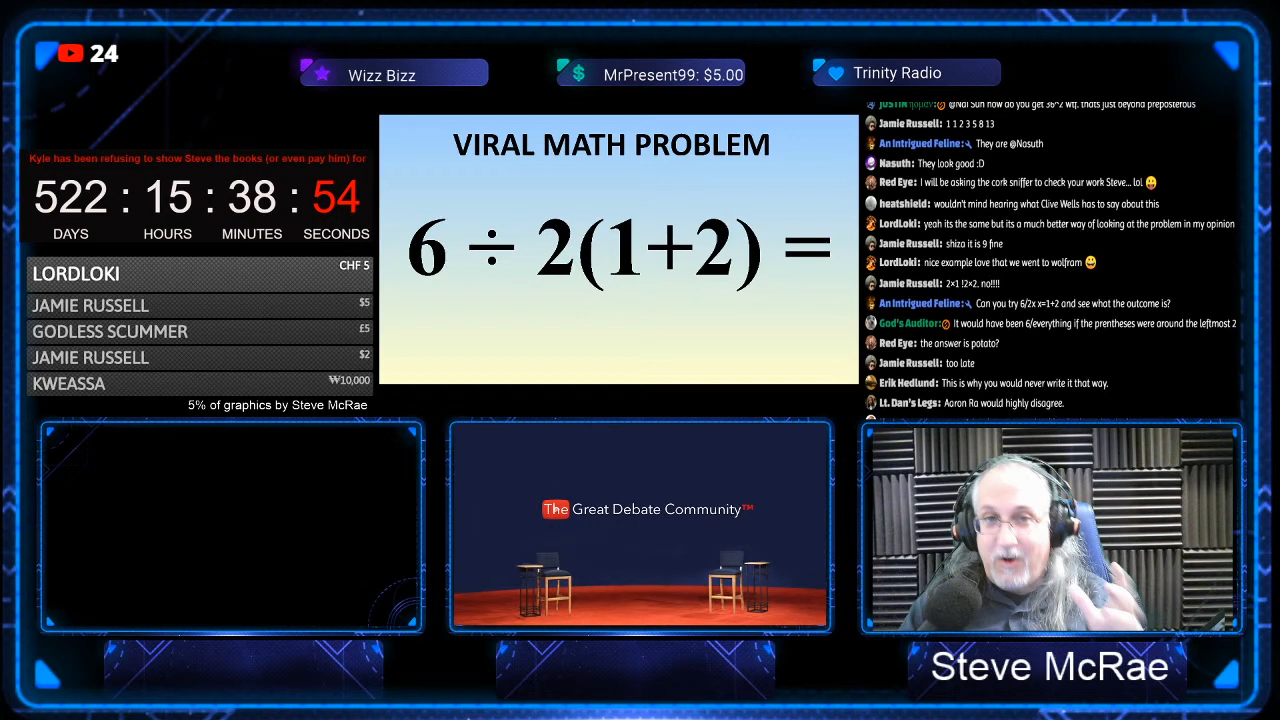 24
Wizz Bizz
MrPresent99: $5.00
Trinity Radio
Kyle has been refusing to show Steve the books (or even pay him) for
522 : 15 : 38 : 54
DAYS HOURS MINUTES SECONDS
LORDLOKI CHF 5
JAMIE RUSSELL $5
GODLESS SCUMMER £5
JAMIE RUSSELL $2
KWEASSA ₩10,000
5% of graphics by Steve McRae
VIRAL MATH PROBLEM
6 ÷ 2(1+2) =
how do you get 36^2 wtf. thats just beyond preposterous
Jamie Russell: 1 1 2 3 5 8 13
An Intrigued Feline: They are @Nasuth
Nasuth: They look good :D
Red Eye: I will be asking the cork sniffer to check your work Steve... lol 😛
heatshield: wouldn't mind hearing what Clive Wells has to say about this
LordLoki: yeah its the same but its a much better way of looking at the problem in my opinion
Jamie Russell: shiza it is 9 fine
LordLoki: nice example love that we went to wolfram 😀
Jamie Russell: 2×1 !2×2. no!!!!
An Intrigued Feline: Can you try 6/2x x=1+2 and see what the outcome is?
God's Auditor: It would have been 6/everything if the prentheses were around the leftmost 2
Red Eye: the answer is potato?
Jamie Russell: too late
Erik Hedlund: This is why you would never write it that way.
Lt. Dan's Legs: Aaron Ra would highly disagree.
The Great Debate Community™
Steve McRae